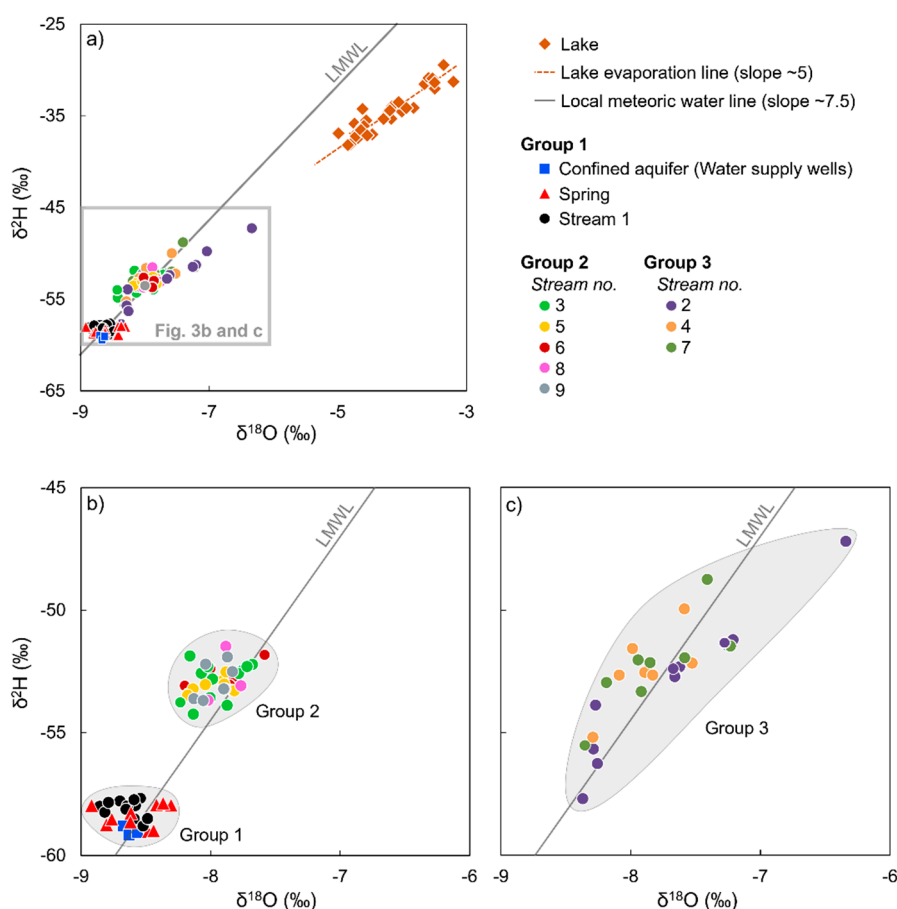 a)
-25
-35
-45
-55
-65
δ²H (‰)
LMWL
Fig. 3b and c
-9
-7
-5
-3
δ¹⁸O (‰)
Lake
Lake evaporation line (slope ~5)
Local meteoric water line (slope ~7.5)
Group 1
Confined aquifer (Water supply wells)
Spring
Stream 1
Group 2
Stream no.
3
5
6
8
9
Group 3
Stream no.
2
4
7
b)
-45
-50
-55
-60
δ²H (‰)
LMWL
Group 2
Group 1
-9
-8
-7
-6
δ¹⁸O (‰)
c)
LMWL
Group 3
-9
-8
-7
-6
δ¹⁸O (‰)